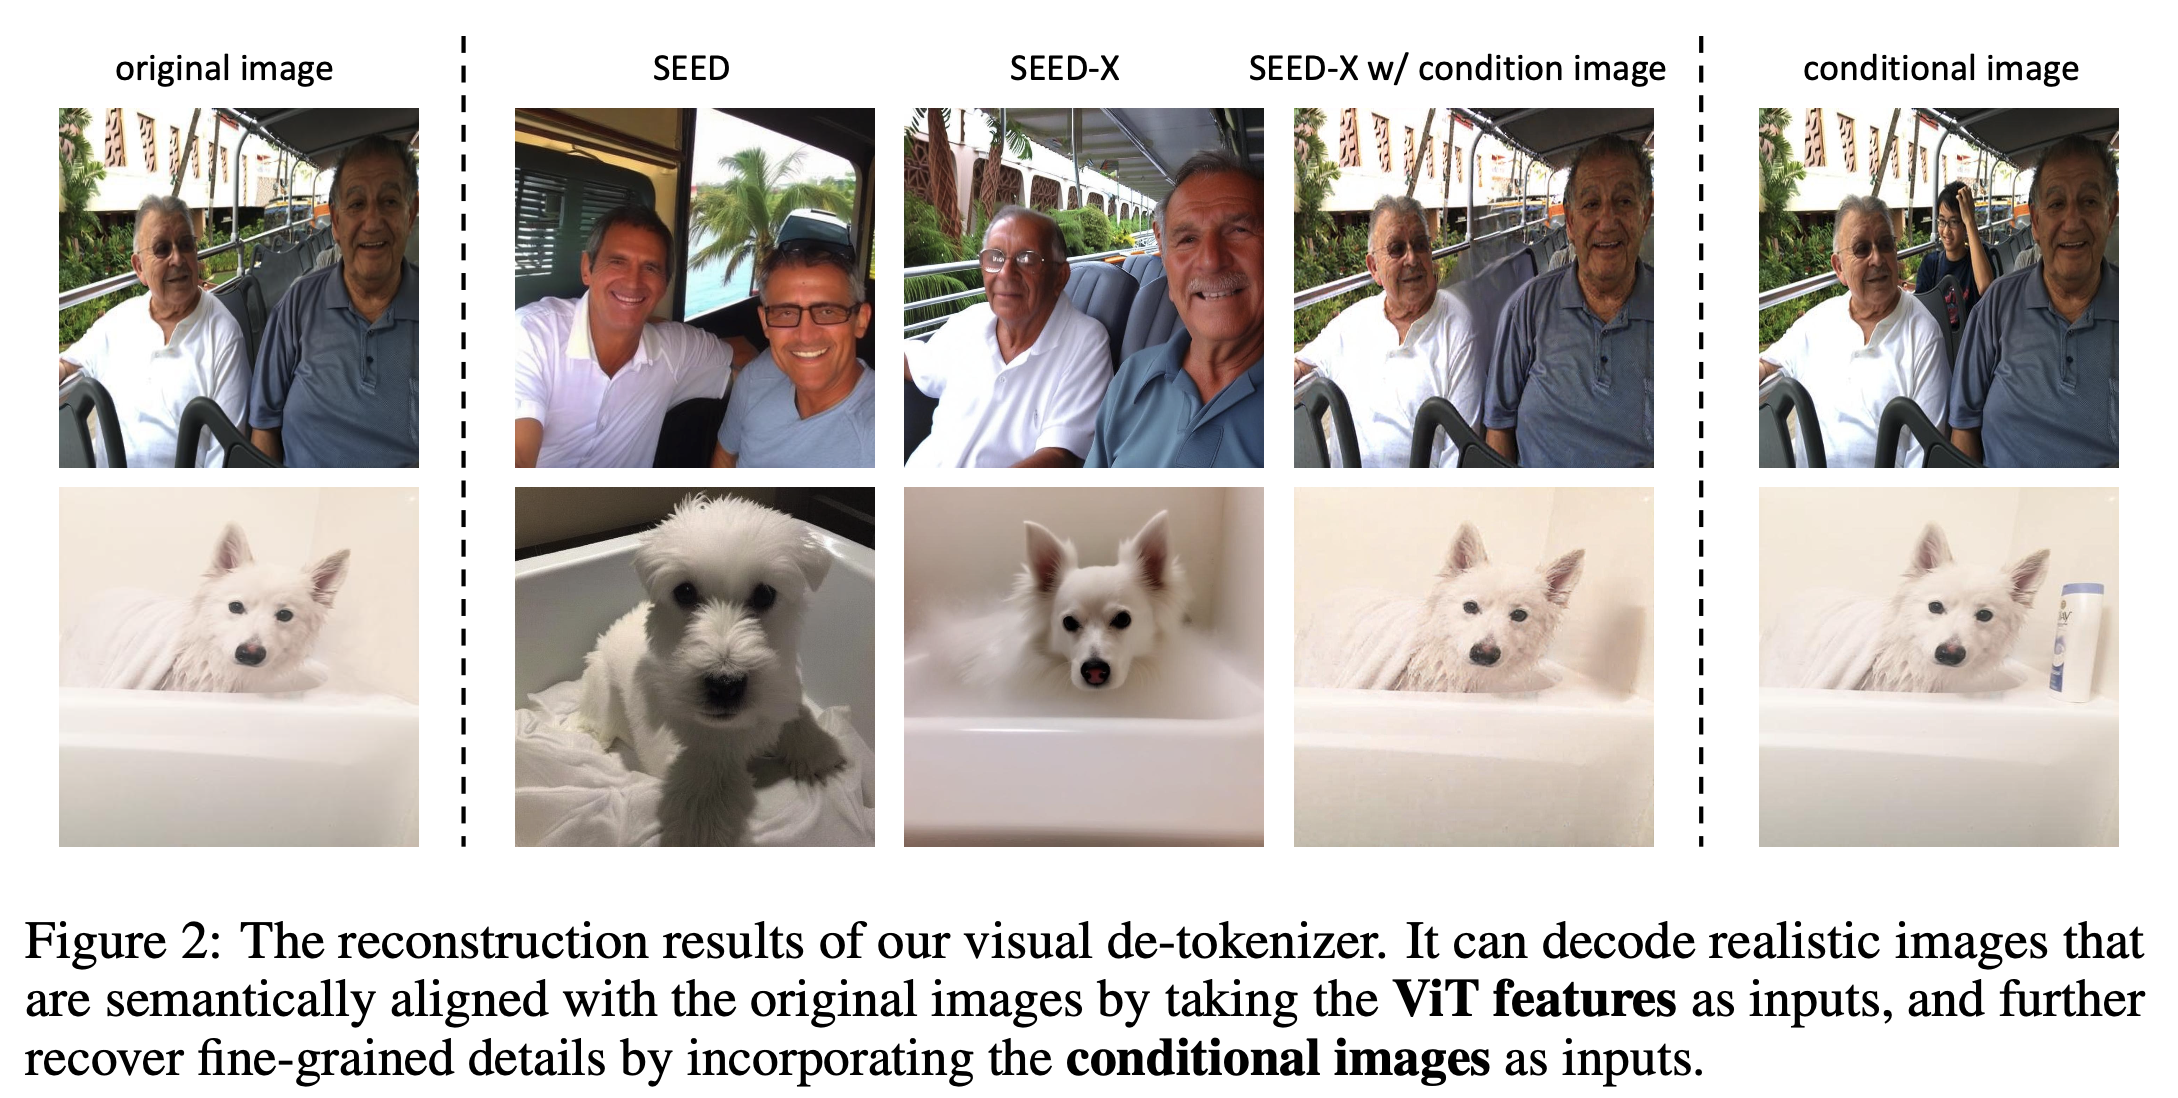 original image
SEED
SEED-X
SEED-X w/ condition image
conditional image
Figure 2: The reconstruction results of our visual de-tokenizer. It can decode realistic images that
are semantically aligned with the original images by taking the ViT features as inputs, and further
recover fine-grained details by incorporating the conditional images as inputs.